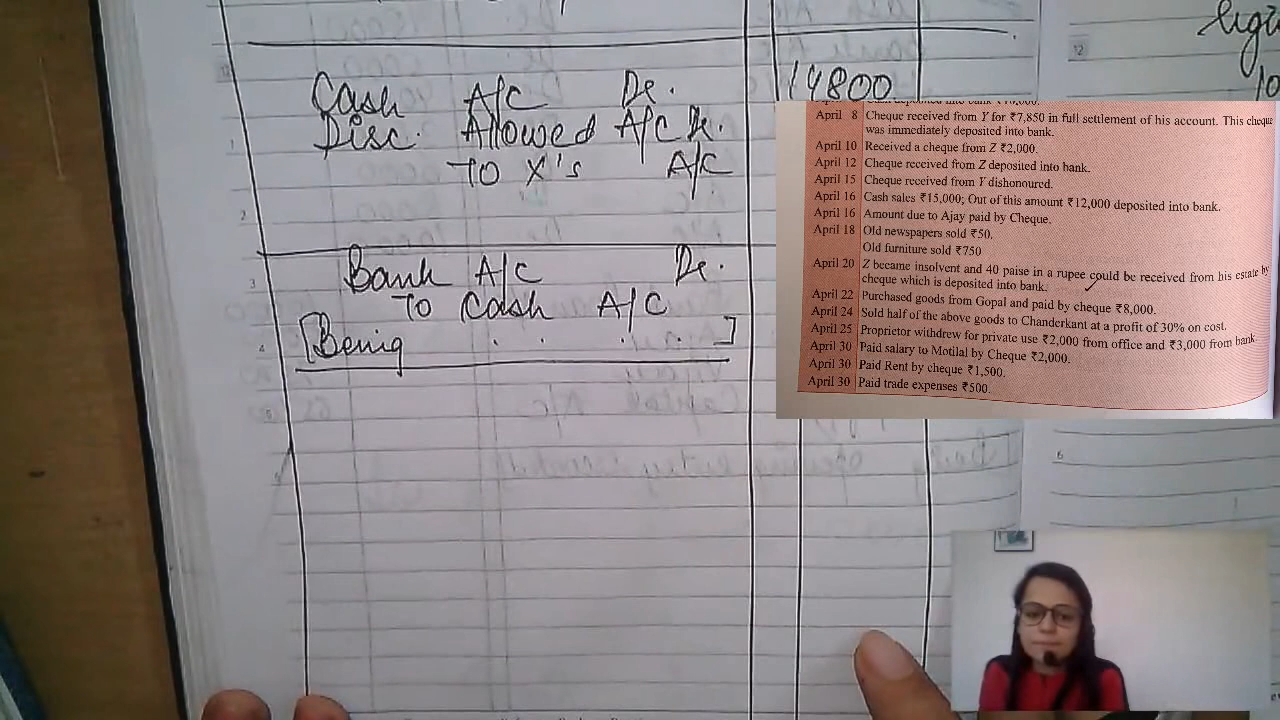 Cash A/C Dr. 14800
Disc. Allowed A/C Dr.
To X's A/C
Bank A/C Dr.
To Cash A/C
[Benig . . . . ]
April 8 Cheque received from Y for ₹7,850 in full settlement of his account. This cheque
was immediately deposited into bank.
April 10 Received a cheque from Z ₹2,000.
April 12 Cheque received from Z deposited into bank.
April 15 Cheque received from Y dishonoured.
April 16 Cash sales ₹15,000; Out of this amount ₹12,000 deposited into bank.
April 16 Amount due to Ajay paid by Cheque.
April 18 Old newspapers sold ₹50.
Old furniture sold ₹750
April 20 Z became insolvent and 40 paise in a rupee could be received from his estate by
cheque which is deposited into bank.
April 22 Purchased goods from Gopal and paid by cheque ₹8,000.
April 24 Sold half of the above goods to Chanderkant at a profit of 30% on cost.
April 25 Proprietor withdrew for private use ₹2,000 from office and ₹3,000 from bank
April 30 Paid salary to Motilal by Cheque ₹2,000.
April 30 Paid Rent by cheque ₹1,500.
April 30 Paid trade expenses ₹500.
12
10
1
2
3
4
5
6